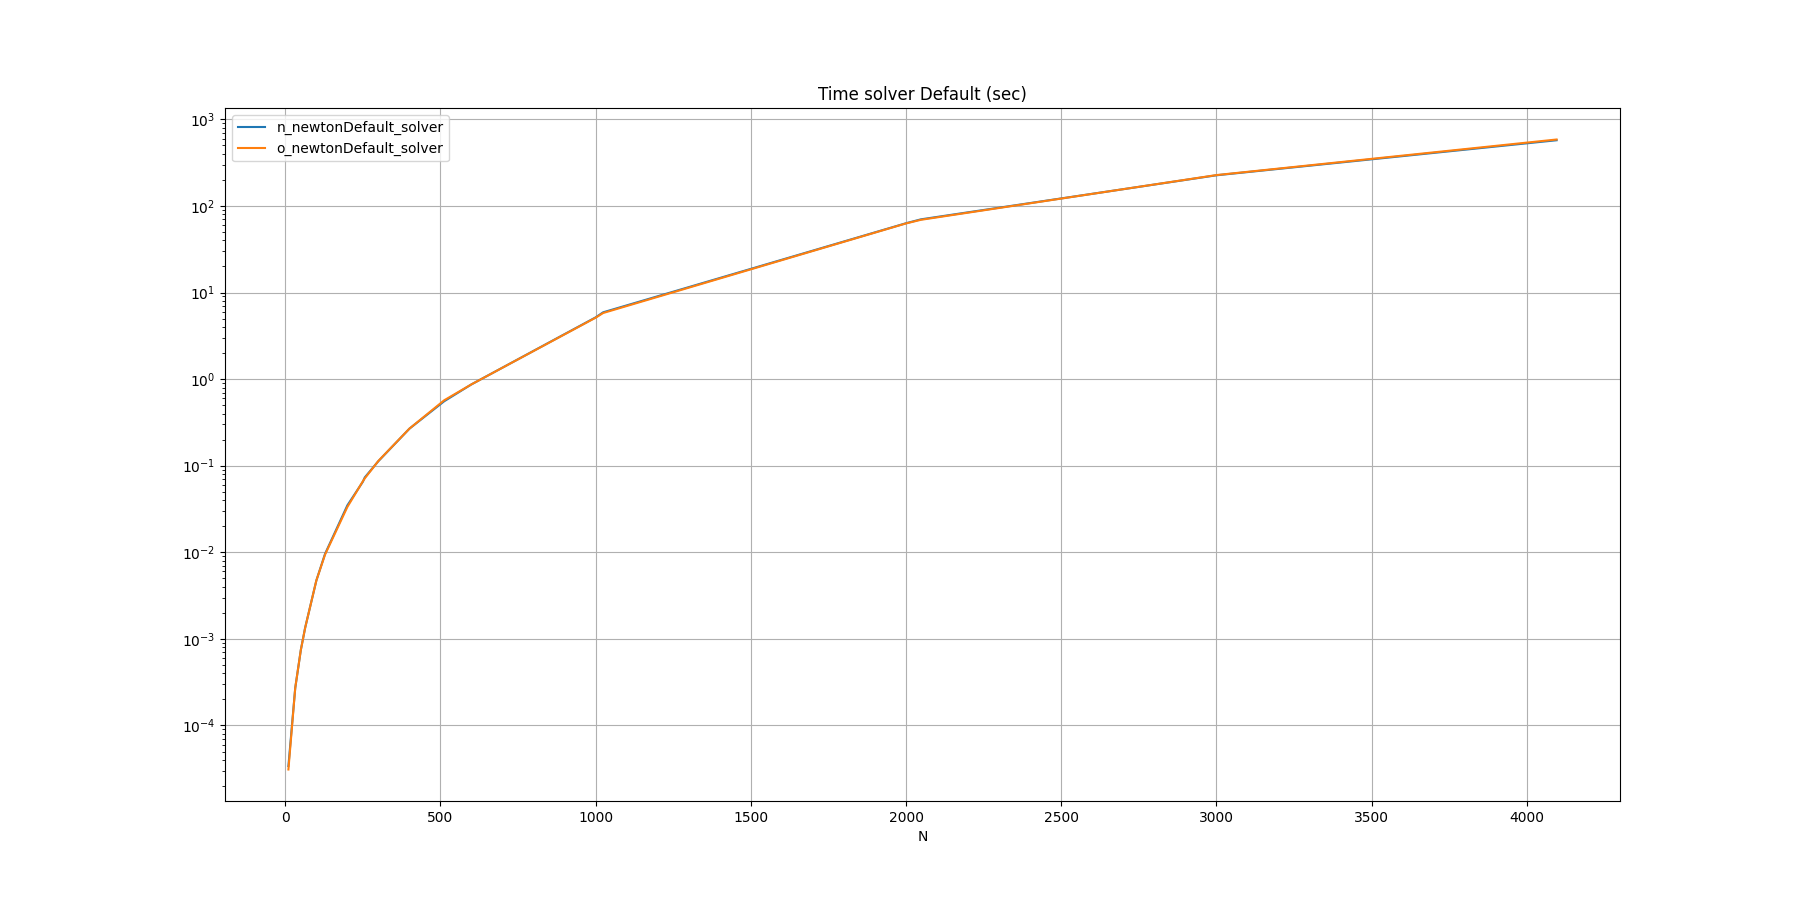 Time solver Default (sec)
n_newtonDefault_solver
o_newtonDefault_solver
10³
10²
10¹
10⁰
10⁻¹
10⁻²
10⁻³
10⁻⁴
0 500 1000 1500 2000 2500 3000 3500 4000
N